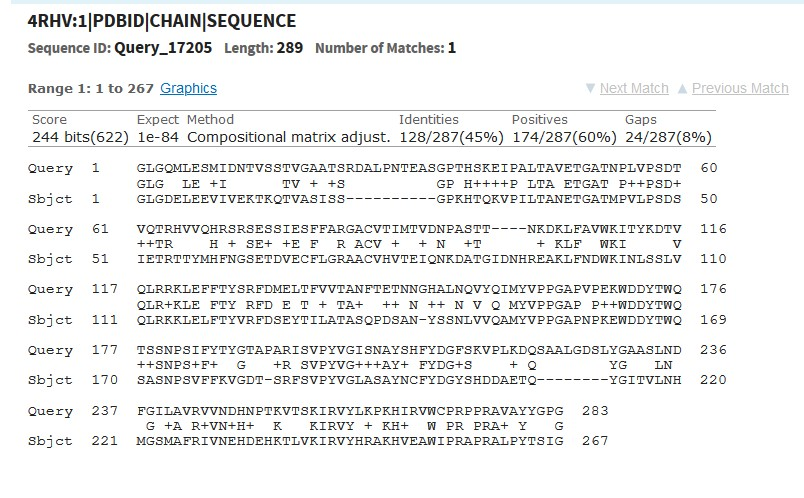 4RHV:1|PDBID|CHAIN|SEQUENCE
Sequence ID: Query_17205 Length: 289 Number of Matches: 1
Range 1: 1 to 267 Graphics ▼ Next Match ▲ Previous Match
Score Expect Method Identities Positives Gaps
244 bits(622) 1e-84 Compositional matrix adjust. 128/287(45%) 174/287(60%) 24/287(8%)
Query 1 GLGQMLESMIDNTVSSTVGAATSRDALPNTEASGPTHSKEIPALTAVETGATNPLVPSDT 60
GLG LE +I TV + +S GP H++++P LTA ETGAT P++PSD+
Sbjct 1 GLGDELEEVIVEKTKQTVASISS----------GPKHTQKVPILTANETGATMPVLPSDS 50
Query 61 VQTRHVVQHRSRSESSIESFFARGACVTIMTVDNPASTT----NKDKLFAVWKITYKDTV 116
++TR H + SE+ +E F R ACV + + N +T + KLF WKI V
Sbjct 51 IETRTTYMHFNGSETDVECFLGRAACVHVTEIQNKDATGIDNHREAKLFNDWKINLSSLV 110
Query 117 QLRRKLEFFTYSRFDMELTFVVTANFTETNNGHALNQVYQIMYVPPGAPVPEKWDDYTWQ 176
QLR+KLE FTY RFD E T + TA+ ++ N ++ N V Q MYVPPGAP P++WDDYTWQ
Sbjct 111 QLRKKLELFTYVRFDSEYTILATASQPDSAN-YSSNLVVQAMYVPPGAPNPKEWDDYTWQ 169
Query 177 TSSNPSIFYTYGTAPARISVPYVGISNAYSHFYDGFSKVPLKDQSAALGDSLYGAASLND 236
++SNPS+F+ G +R SVPYVG+++AY+ FYDG+S + Q YG LN
Sbjct 170 SASNPSVFFKVGDT-SRFSVPYVGLASAYNCFYDGYSHDDAETQ--------YGITVLNH 220
Query 237 FGILAVRVVNDHNPTKVTSKIRVYLKPKHIRVWCPRPPRAVAYYGPG 283
G +A R+VN+H+ K KIRVY + KH+ W PR PRA+ Y G
Sbjct 221 MGSMAFRIVNEHDEHKTLVKIRVYHRAKHVEAWIPRAPRALPYTSIG 267